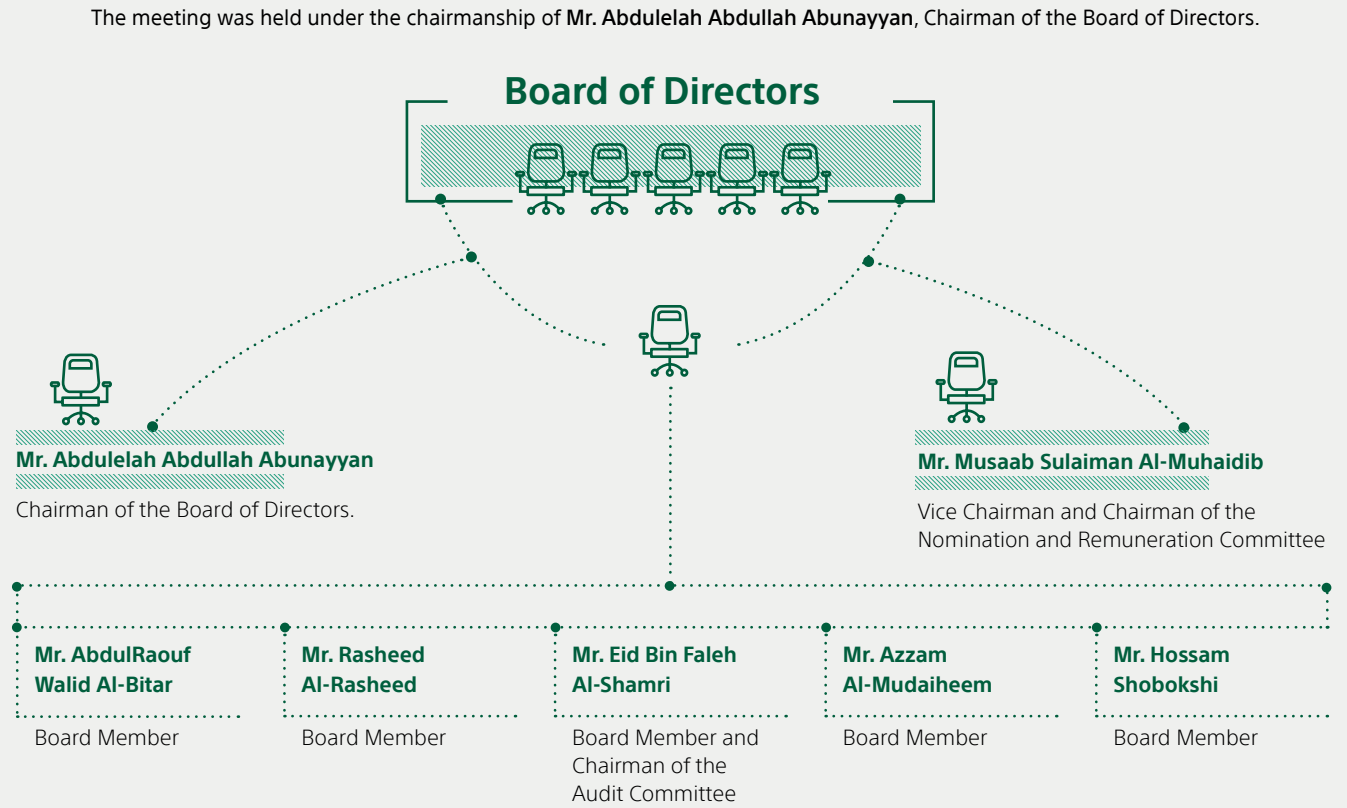 The meeting was held under the chairmanship of Mr. Abdulelah Abdullah Abunayyan, Chairman of the Board of Directors.
Board of Directors
Mr. Abdulelah Abdullah Abunayyan
Chairman of the Board of Directors.
Mr. Musaab Sulaiman Al-Muhaidib
Vice Chairman and Chairman of the
Nomination and Remuneration Committee
Mr. AbdulRaouf
Walid Al-Bitar
Board Member
Mr. Rasheed
Al-Rasheed
Board Member
Mr. Eid Bin Faleh
Al-Shamri
Board Member and
Chairman of the
Audit Committee
Mr. Azzam
Al-Mudaiheem
Board Member
Mr. Hossam
Shobokshi
Board Member